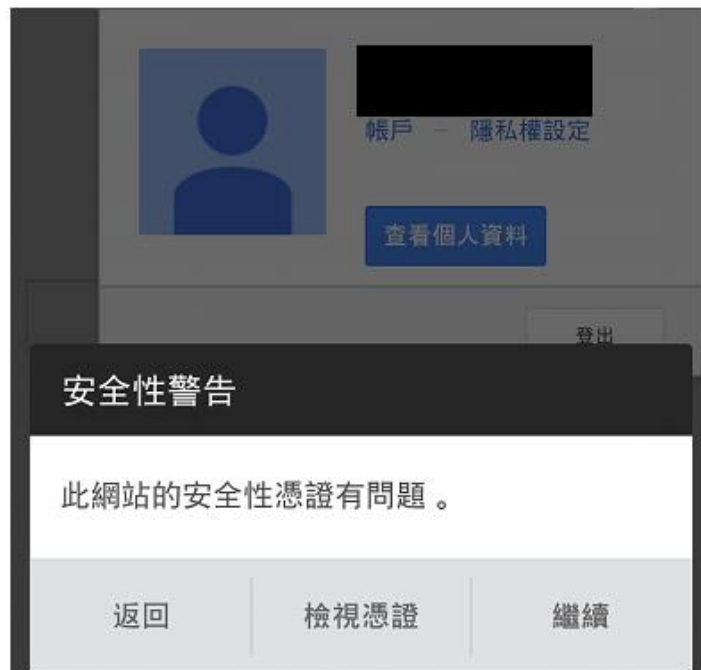 帳戶 – 隱私權設定
查看個人資料
登出
安全性警告
此網站的安全性憑證有問題。
返回 檢視憑證 繼續